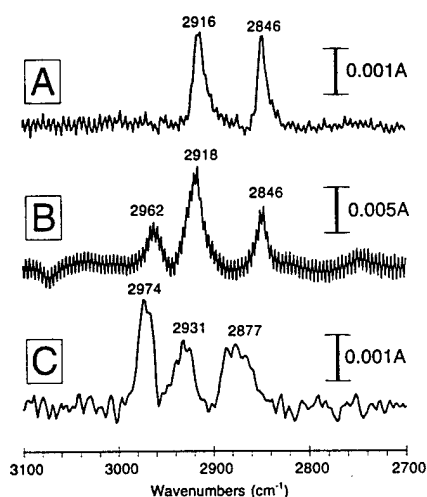 2916 2846
A 0.001A
2962 2918 2846
B 0.005A
2974 2931 2877
C 0.001A
3100 3000 2900 2800 2700
Wavenumbers (cm⁻¹)